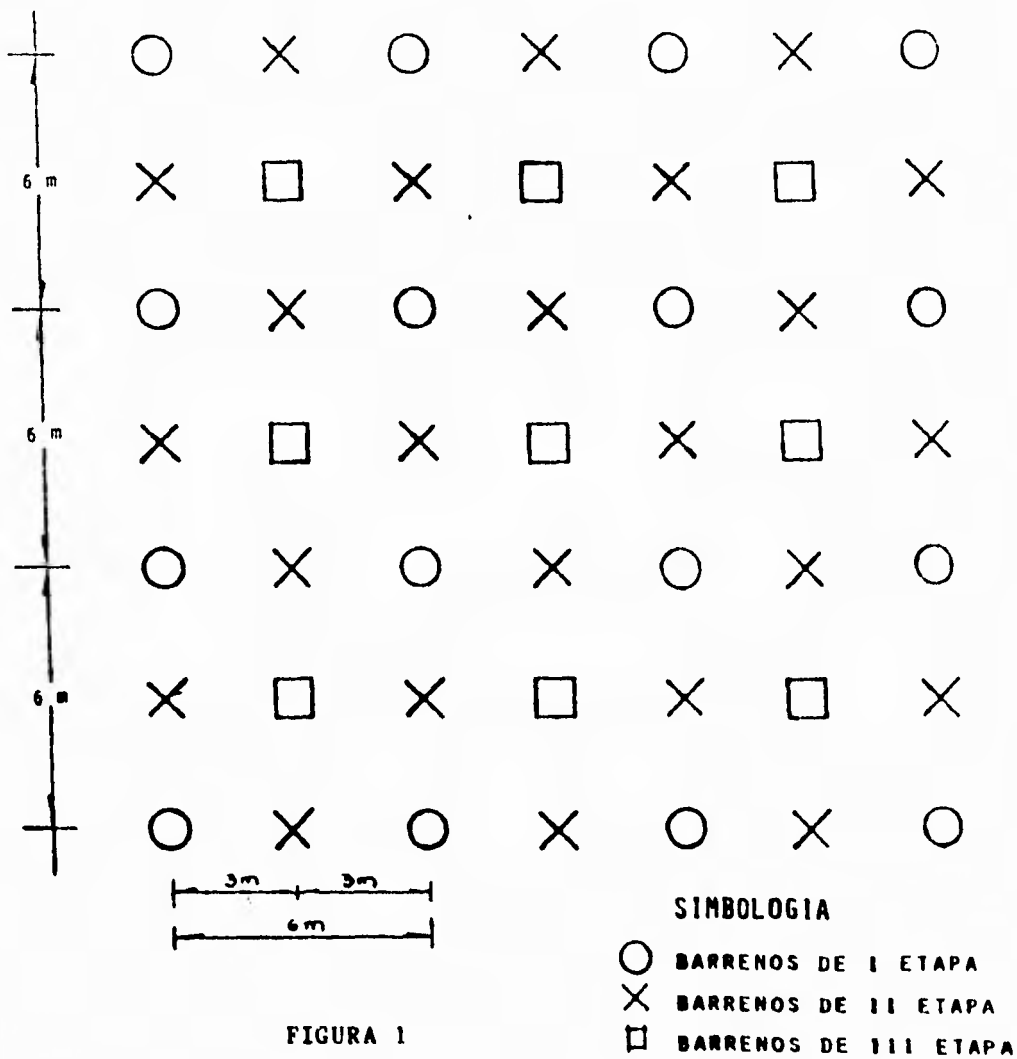 6 m
6 m
6 m
3m 3m
6m
SIMBOLOGIA
BARRENOS DE I ETAPA
BARRENOS DE II ETAPA
BARRENOS DE III ETAPA
FIGURA 1